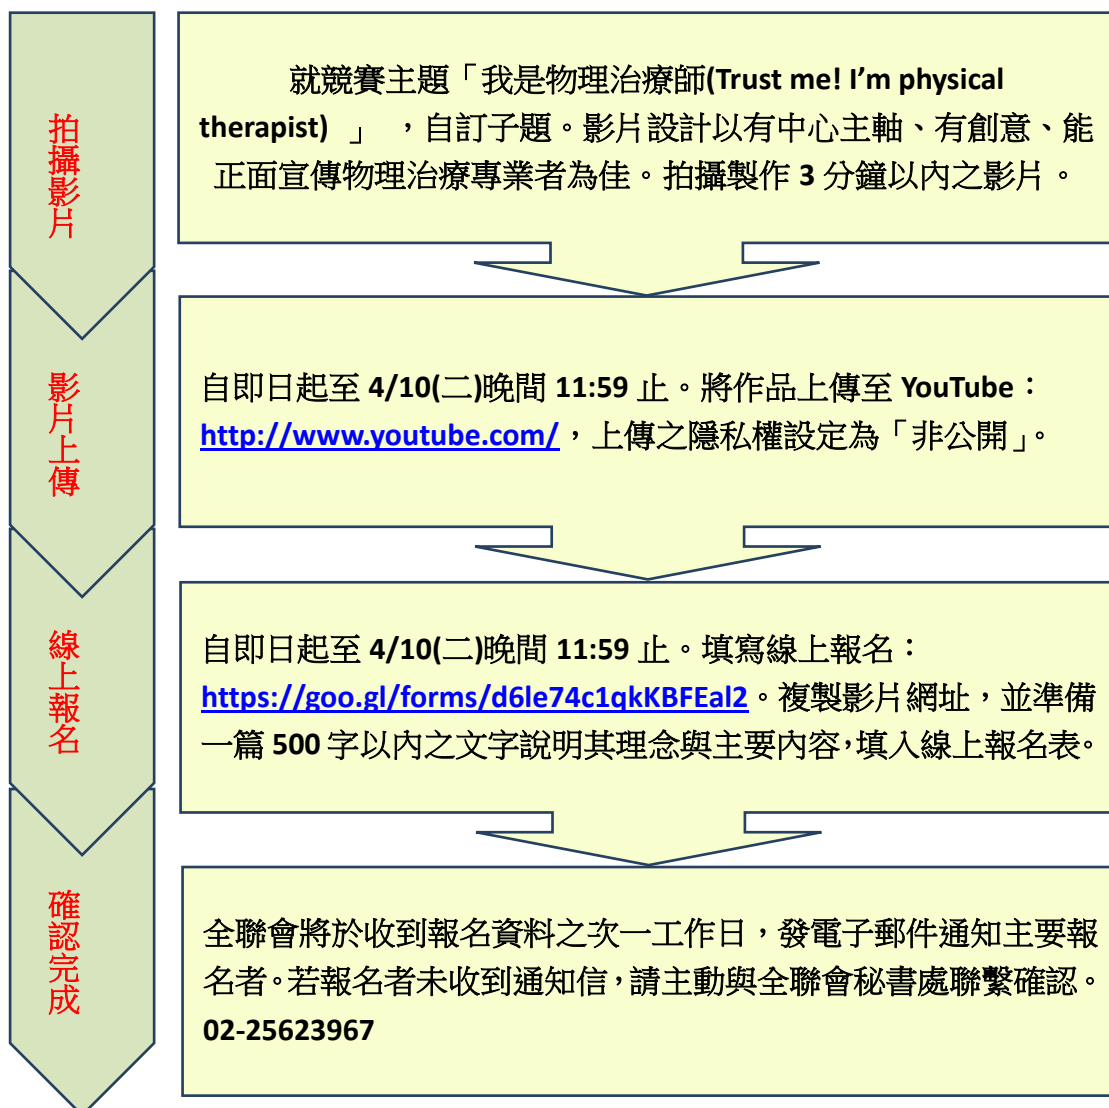 拍攝影片
就競賽主題「我是物理治療師(Trust me! I’m physical
therapist) 」 ，自訂子題。影片設計以有中心主軸、有創意、能
正面宣傳物理治療專業者為佳。拍攝製作 3 分鐘以內之影片。
影片上傳
自即日起至 4/10(二)晚間 11:59 止。將作品上傳至 YouTube：
http://www.youtube.com/，上傳之隱私權設定為「非公開」。
線上報名
自即日起至 4/10(二)晚間 11:59 止。填寫線上報名：
https://goo.gl/forms/d6le74c1qkKBFEal2。複製影片網址，並準備
一篇 500 字以內之文字說明其理念與主要內容，填入線上報名表。
確認完成
全聯會將於收到報名資料之次一工作日，發電子郵件通知主要報
名者。若報名者未收到通知信，請主動與全聯會秘書處聯繫確認。
02-25623967